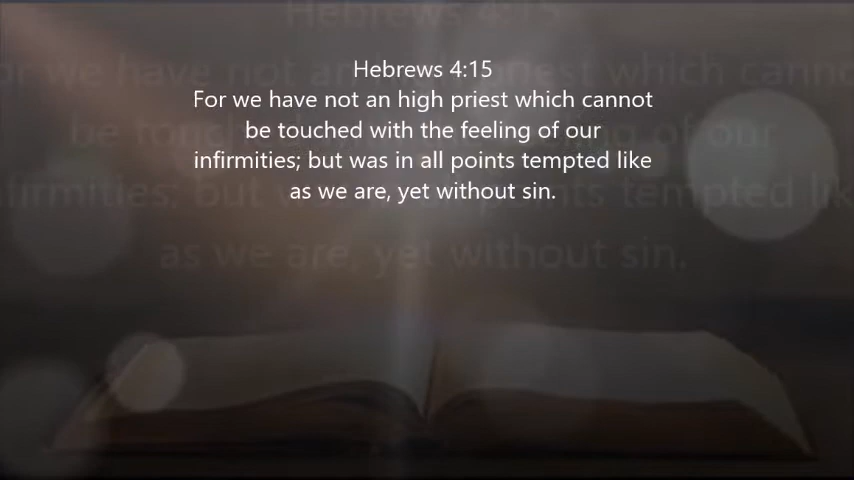 Hebrews 4:15
For we have not an high priest which cannot
be touched with the feeling of our
infirmities; but was in all points tempted like
as we are, yet without sin.